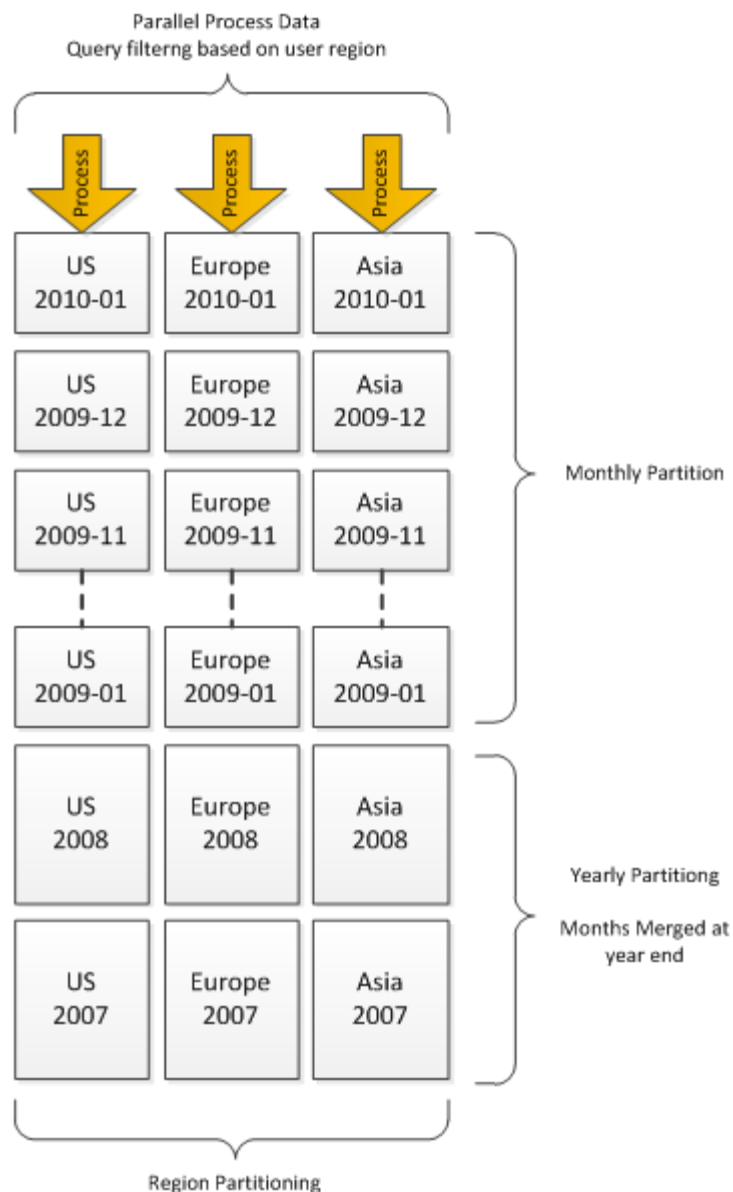 Parallel Process Data
Query filterng based on user region
Process Process Process
US Europe Asia
2010-01 2010-01 2010-01
US Europe Asia
2009-12 2009-12 2009-12
US Europe Asia
2009-11 2009-11 2009-11
Monthly Partition
US Europe Asia
2009-01 2009-01 2009-01
US Europe Asia
2008 2008 2008
Yearly Partitiong
Months Merged at
year end
US Europe Asia
2007 2007 2007
Region Partitioning